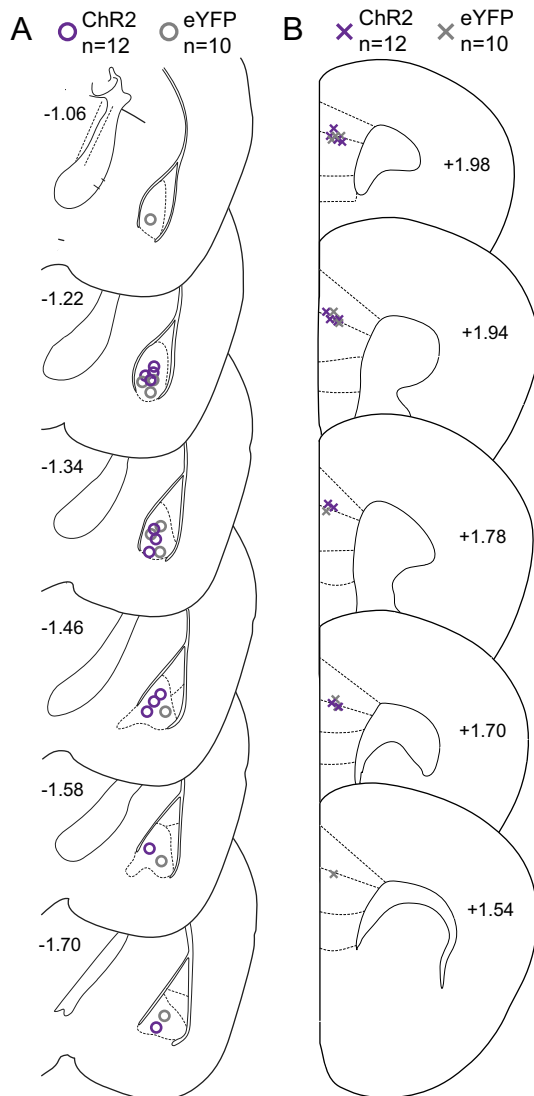 A
ChR2
n=12
eYFP
n=10
-1.06
-1.22
-1.34
-1.46
-1.58
-1.70
B
ChR2
n=12
eYFP
n=10
+1.98
+1.94
+1.78
+1.70
+1.54